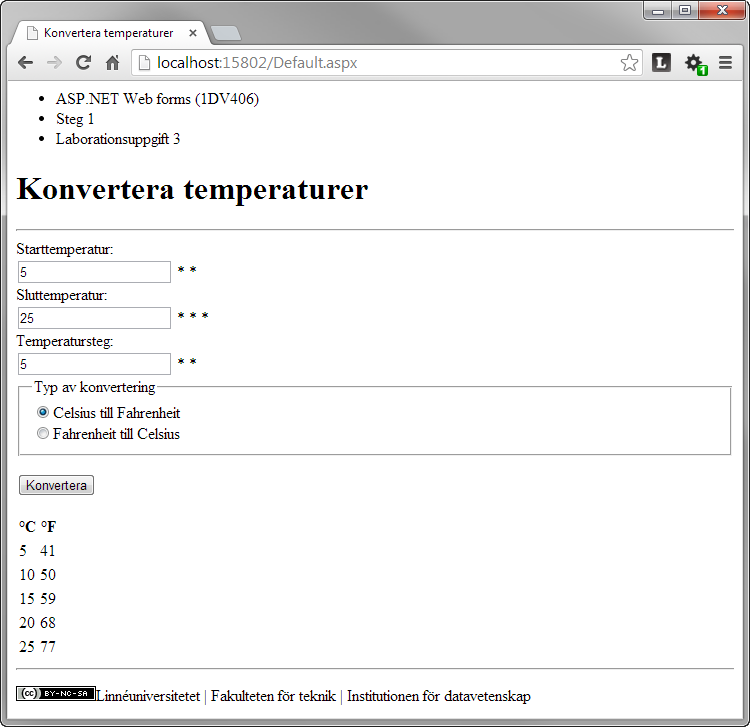 Konvertera temperaturer
localhost:15802/Default.aspx
L
1
ASP.NET Web forms (1DV406)
Steg 1
Laborationsuppgift 3
Konvertera temperaturer
Starttemperatur:
5 * *
Sluttemperatur:
25 * * *
Temperatursteg:
5 * *
Typ av konvertering
Celsius till Fahrenheit
Fahrenheit till Celsius
Konvertera
°C °F
5 41
10 50
15 59
20 68
25 77
(cc) BY-NC-SA Linnéuniversitetet | Fakulteten för teknik | Institutionen för datavetenskap